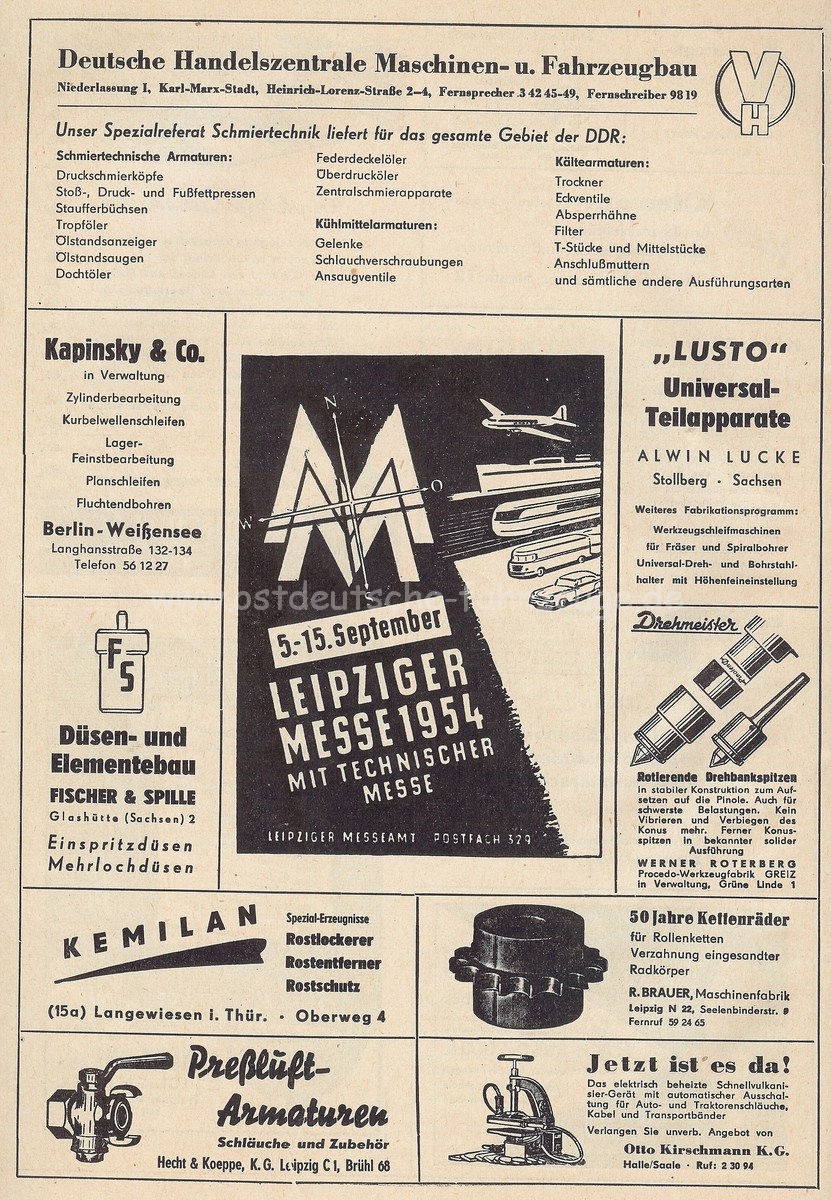 Deutsche Handelszentrale Maschinen- u. Fahrzeugbau
Niederlassung I, Karl-Marx-Stadt, Heinrich-Lorenz-Straße 2—4, Fernsprecher 3 42 45-49, Fernschreiber 98 19
VH
Unser Spezialreferat Schmiertechnik liefert für das gesamte Gebiet der DDR:
Schmiertechnische Armaturen:
Druckschmierköpfe
Stoß-, Druck- und Fußfettpressen
Staufferbüchsen
Tropföler
Ölstandsanzeiger
Ölstandsaugen
Dochtöler
Federdeckelöler
Überdrucköler
Zentralschmierapparate
Kühlmittelarmaturen:
Gelenke
Schlauchverschraubungen
Ansaugventile
Kältearmaturen:
Trockner
Eckventile
Absperrhähne
Filter
T-Stücke und Mittelstücke
Anschlußmuttern
und sämtliche andere Ausführungsarten
Kapinsky & Co.
in Verwaltung
Zylinderbearbeitung
Kurbelwellenschleifen
Lager-
Feinstbearbeitung
Planschleifen
Fluchtendbohren
Berlin-Weißensee
Langhansstraße 132-134
Telefon 56 12 27
FS
Düsen- und
Elementebau
FISCHER & SPILLE
Glashütte (Sachsen) 2
Einspritzdüsen
Mehrlochdüsen
N
MM
W
O
S
5.-15. September
LEIPZIGER
MESSE 1954
MIT TECHNISCHER
MESSE
LEIPZIGER MESSEAMT POSTFACH 329
„LUSTO“
Universal-
Teilapparate
ALWIN LUCKE
Stollberg · Sachsen
Weiteres Fabrikationsprogramm:
Werkzeugschleifmaschinen
für Fräser und Spiralbohrer
Universal-Dreh- und Bohrstahl-
halter mit Höhenfeineinstellung
Drehmeister
Rotierende Drehbankspitzen
in stabiler Konstruktion zum Auf-
setzen auf die Pinole. Auch für
schwerste Belastungen. Kein
Vibrieren und Verbiegen des
Konus mehr. Ferner Konus-
spitzen in bekannter solider
Ausführung
WERNER ROTERBERG
Procedo-Werkzeugfabrik GREIZ
in Verwaltung, Grüne Linde 1
KEMILAN
Spezial-Erzeugnisse
Rostlockerer
Rostentferner
Rostschutz
(15a) Langewiesen i. Thür. · Oberweg 4
50 Jahre Kettenräder
für Rollenketten
Verzahnung eingesandter
Radkörper
R. BRAUER, Maschinenfabrik
Leipzig N 22, Seelenbinderstr.
Fernruf 59 24 65
Preßluft-
Armaturen
Schläuche und Zubehör
Hecht & Koeppe, K.G. Leipzig C 1, Brühl 68
Jetzt ist es da!
Das elektrisch beheizte Schnellvulkani-
sier-Gerät mit automatischer Ausschal-
tung für Auto- und Traktorenschläuche,
Kabel und Transportbänder
Verlangen Sie unverb. Angebot von
Otto Kirschmann K.G.
Halle/Saale · Ruf: 2 30 94